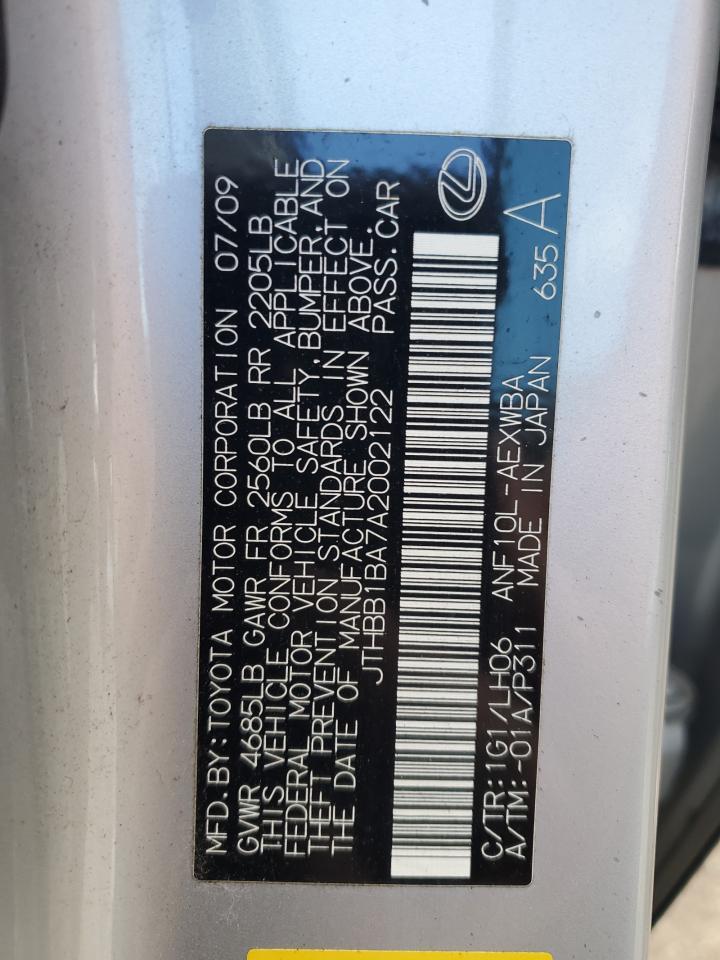 MFD.BY:TOYOTA MOTOR CORPORATION 07/09
GVWR 4685LB GAWR FR 2560LB RR 2205LB
THIS VEHICLE CONFORMS TO ALL APPLICABLE
FEDERAL MOTOR VEHICLE SAFETY,BUMPER,AND
THEFT PREVENTION STANDARDS IN EFFECT ON
THE DATE OF MANUFACTURE SHOWN ABOVE.
JTHBB1BA7A2002122 PASS.CAR
C/TR:1G1/LH06 ANF10L-AEXWBA 635A
A/TM:-01A/P311 MADE IN JAPAN